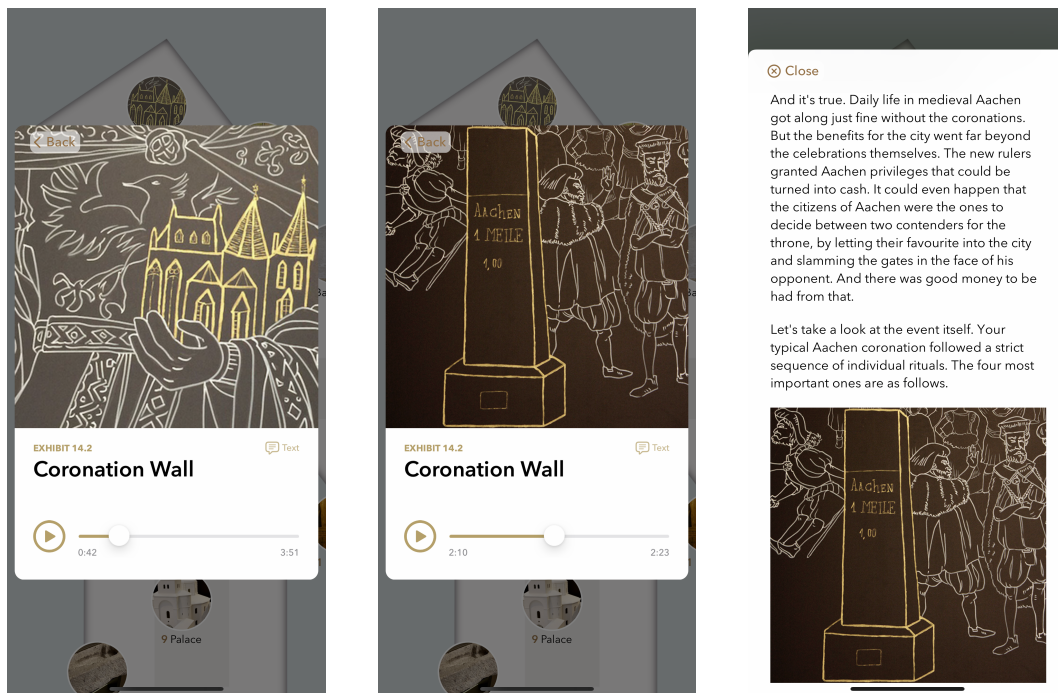 Back
AACHEN
1 MEILE
1,00
EXHIBIT 14.2
Text
Coronation Wall
0:42
3:51
9 Palace
Back
AACHEN
1 MEILE
1,00
EXHIBIT 14.2
Text
Coronation Wall
2:10
2:23
9 Palace
Close
And it's true. Daily life in medieval Aachen
got along just fine without the coronations.
But the benefits for the city went far beyond
the celebrations themselves. The new rulers
granted Aachen privileges that could be
turned into cash. It could even happen that
the citizens of Aachen were the ones to
decide between two contenders for the
throne, by letting their favourite into the city
and slamming the gates in the face of his
opponent. And there was good money to be
had from that.
Let's take a look at the event itself. Your
typical Aachen coronation followed a strict
sequence of individual rituals. The four most
important ones are as follows.
AACHEN
1 MEILE
1,00